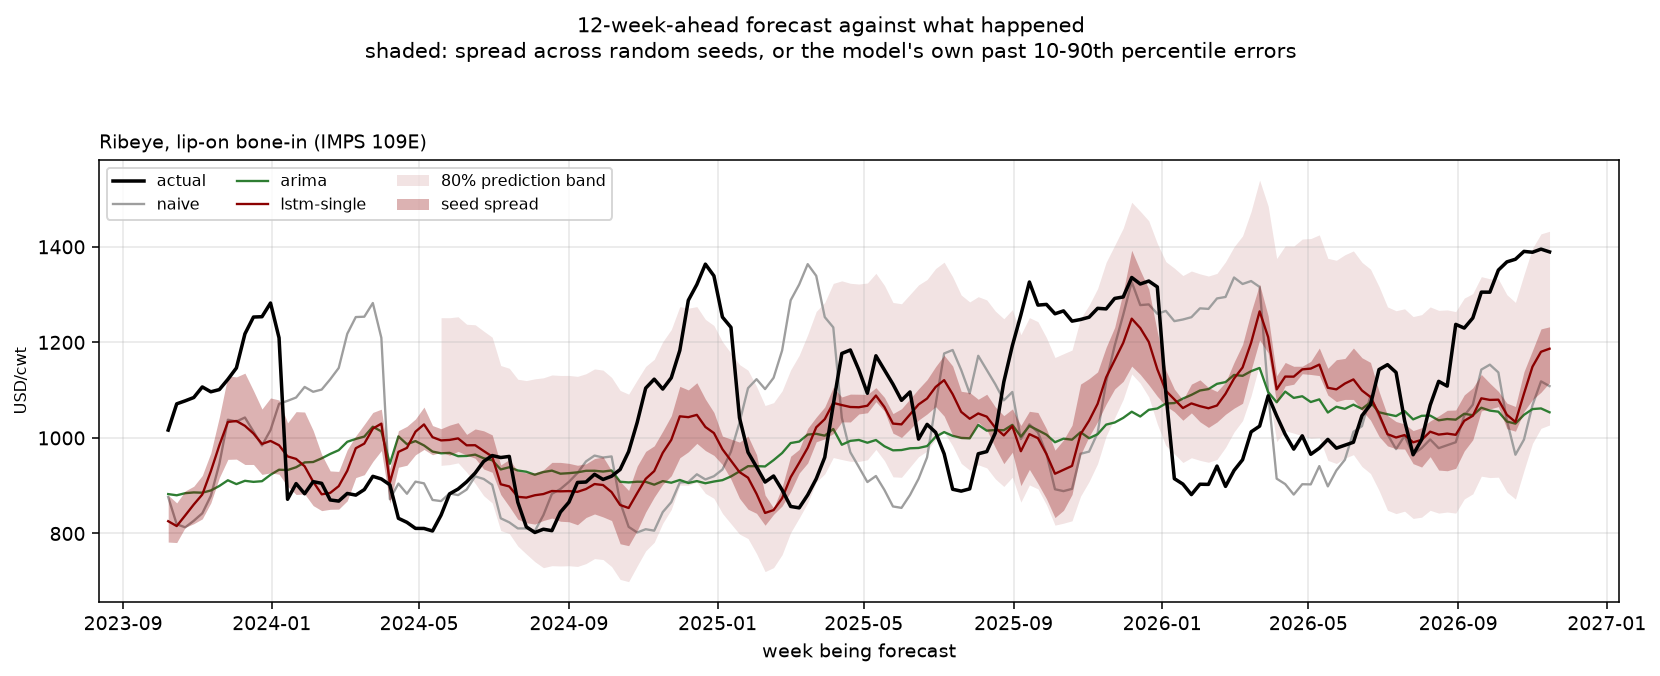 12-week-ahead forecast against what happened
shaded: spread across random seeds, or the model's own past 10-90th percentile errors
Ribeye, lip-on bone-in (IMPS 109E)
actual
naive
arima
lstm-single
80% prediction band
seed spread
USD/cwt
1400
1200
1000
800
2023-09 2024-01 2024-05 2024-09 2025-01 2025-05 2025-09 2026-01 2026-05 2026-09 2027-01
week being forecast